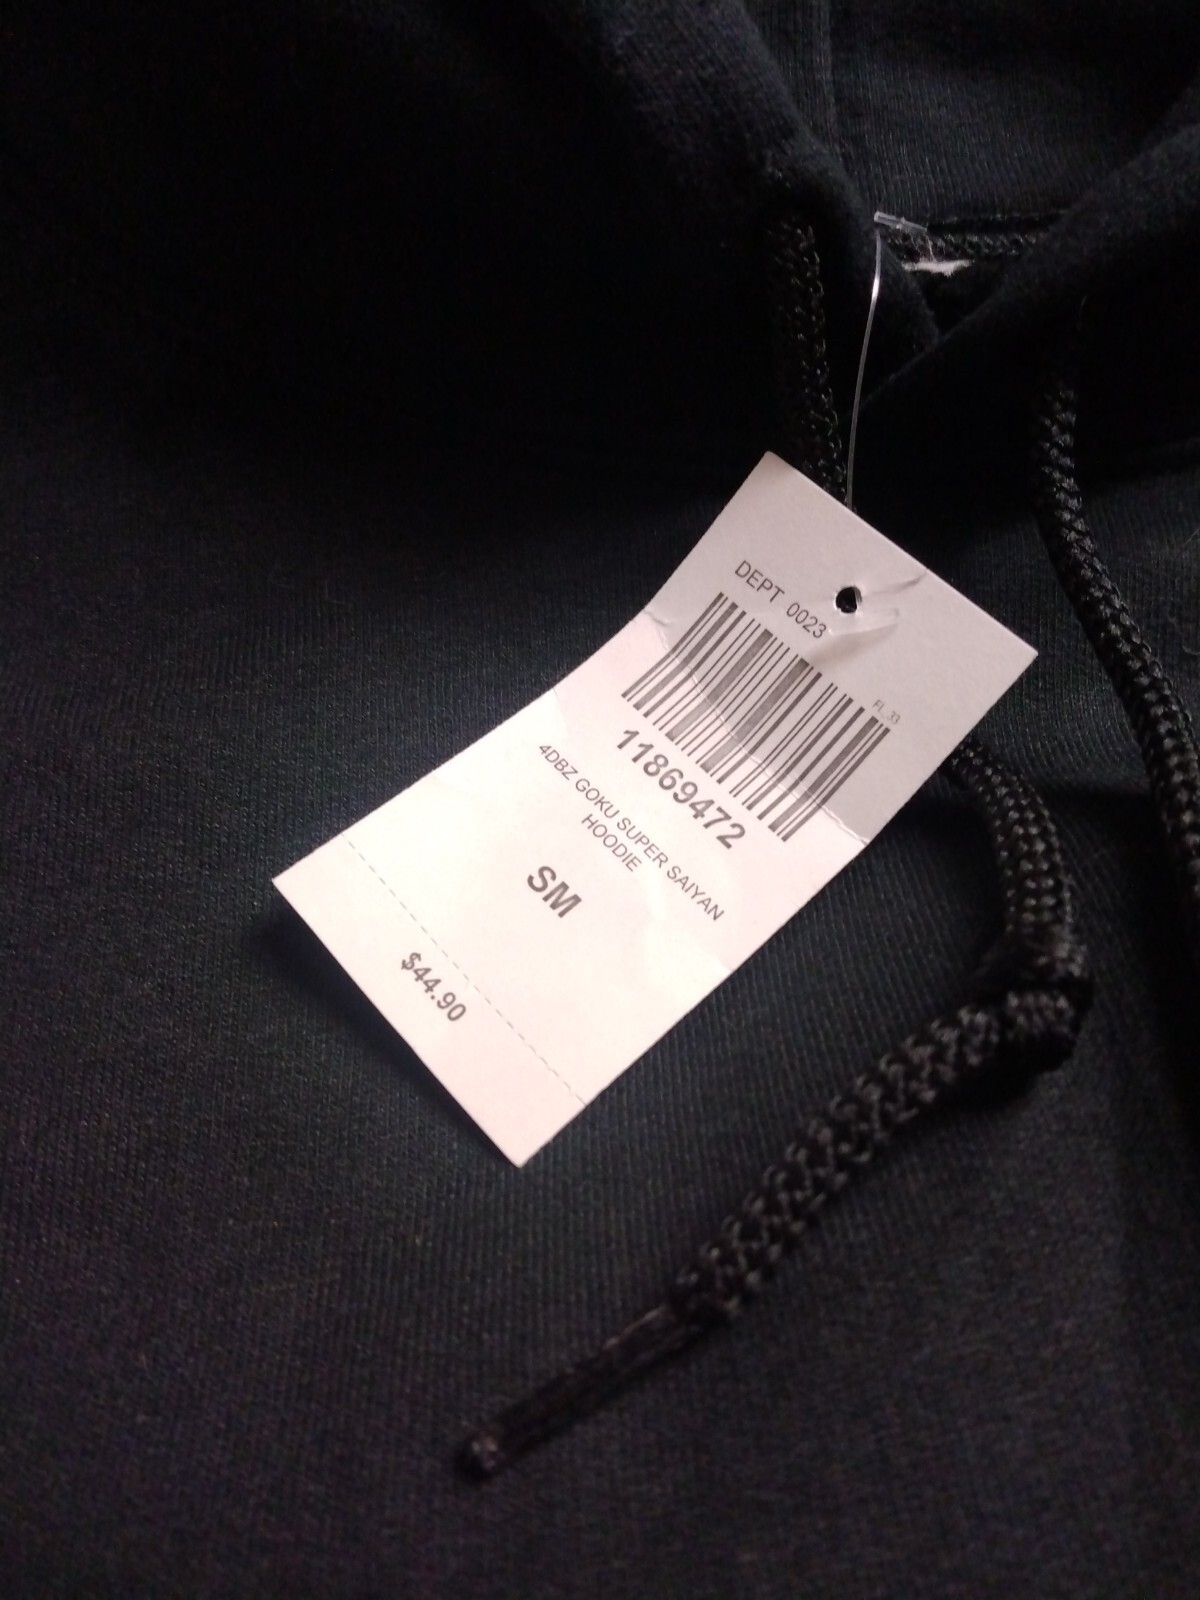 DEPT 0023
FL 33
11869472
4DBZ GOKU SUPER SAIYAN
HOODIE
SM
$44.90